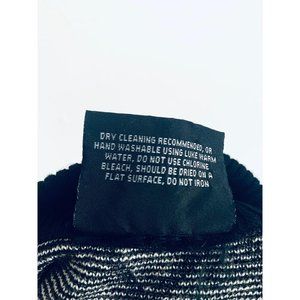 DRY CLEANING RECOMMENDED, OR
HAND WASHABLE USING LUKE WARM
WATER, DO NOT USE CHLORINE
BLEACH, SHOULD BE DRIED ON A
FLAT SURFACE, DO NOT IRON